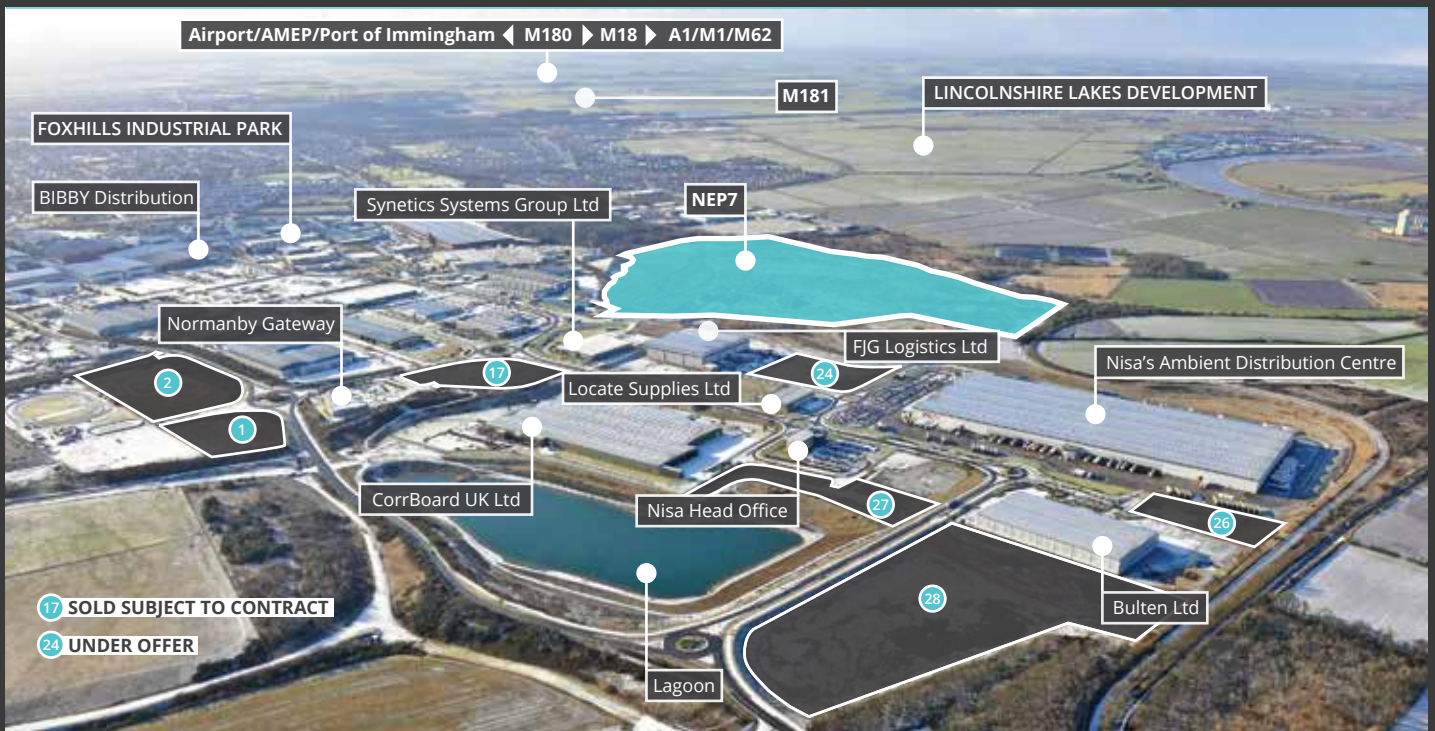 Airport/AMEP/Port of Immingham ◀ M180 ▶ M18 ▶ A1/M1/M62
M181
LINCOLNSHIRE LAKES DEVELOPMENT
FOXHILLS INDUSTRIAL PARK
BIBBY Distribution
Synetics Systems Group Ltd
NEP7
Normanby Gateway
FJG Logistics Ltd
Nisa's Ambient Distribution Centre
2
17
24
Locate Supplies Ltd
1
CorrBoard UK Ltd
Nisa Head Office
27
26
28
17 SOLD SUBJECT TO CONTRACT
Bulten Ltd
24 UNDER OFFER
Lagoon